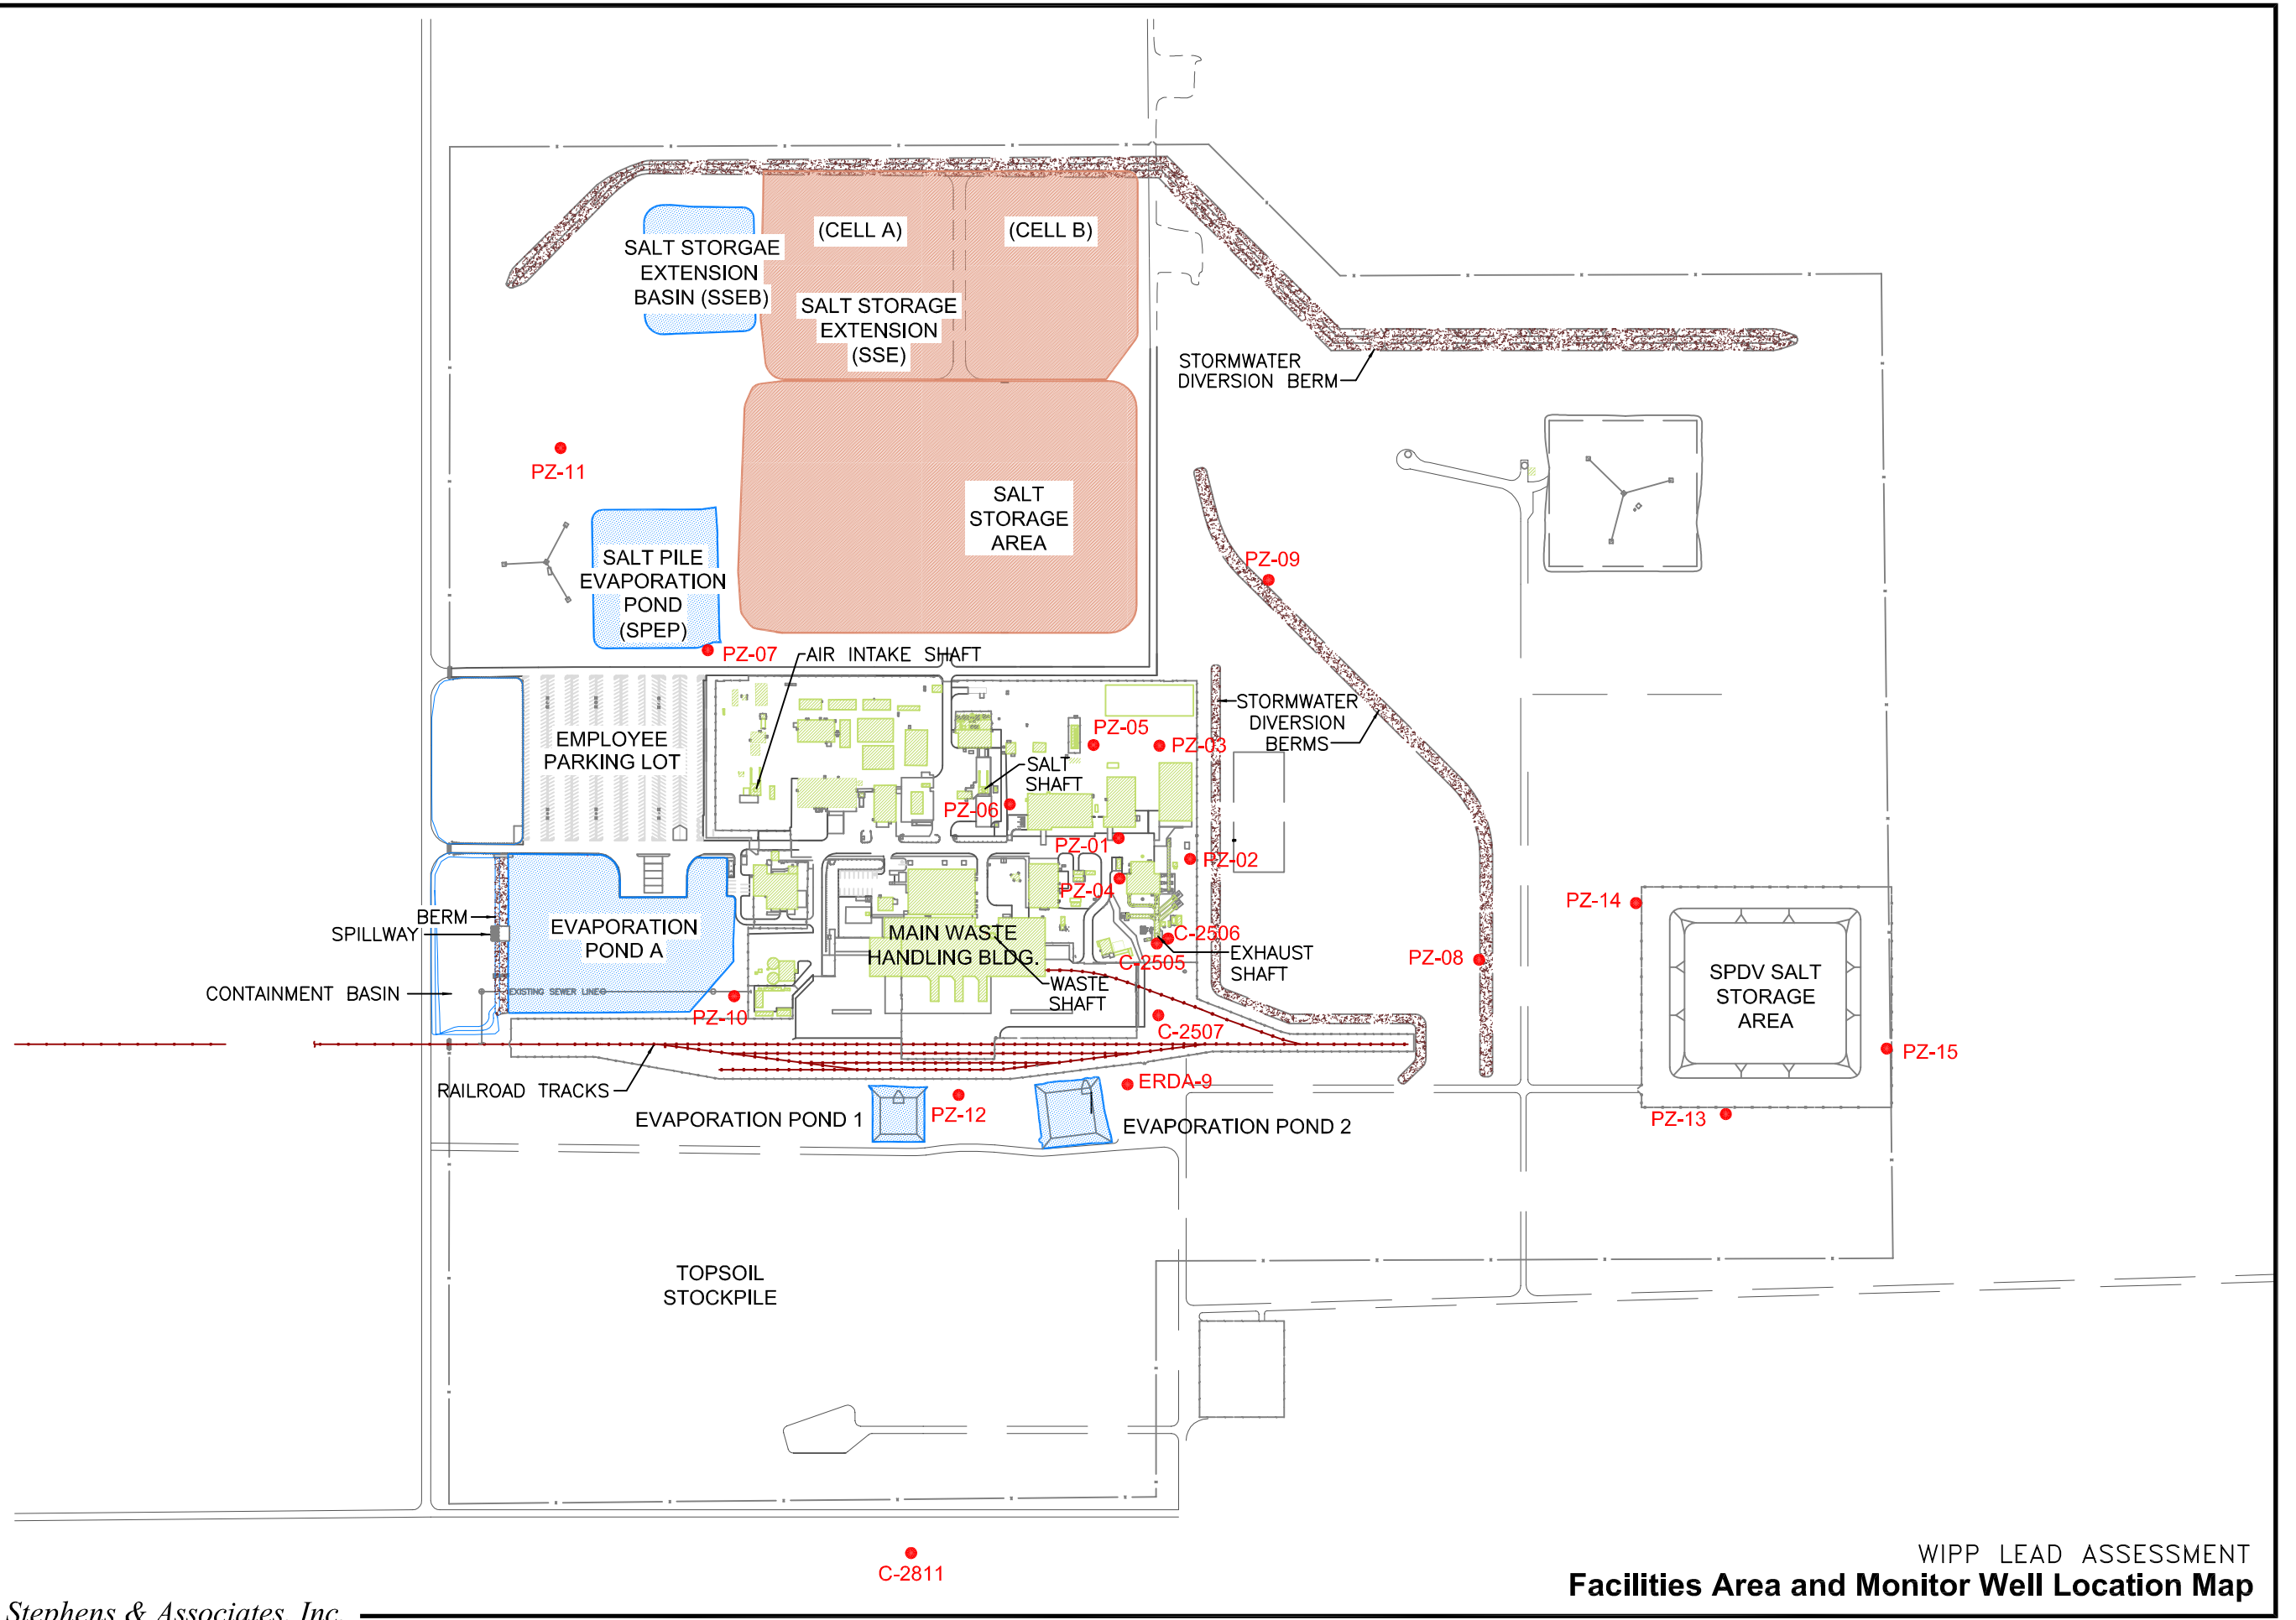 (CELL A)
(CELL B)
SALT STORGAE
EXTENSION
BASIN (SSEB)
SALT STORAGE
EXTENSION
(SSE)
STORMWATER
DIVERSION BERM
PZ-11
SALT
STORAGE
AREA
SALT PILE
EVAPORATION
POND
(SPEP)
PZ-09
PZ-07
AIR INTAKE SHAFT
STORMWATER
DIVERSION
BERMS
PZ-05
PZ-03
EMPLOYEE
PARKING LOT
SALT
SHAFT
PZ-06
PZ-01
PZ-02
PZ-04
PZ-14
BERM
SPILLWAY
EVAPORATION
POND A
MAIN WASTE
HANDLING BLDG.
C-2506
C-2505
EXHAUST
SHAFT
PZ-08
SPDV SALT
STORAGE
AREA
CONTAINMENT BASIN
EXISTING SEWER LINE
WASTE
SHAFT
PZ-10
C-2507
PZ-15
RAILROAD TRACKS
ERDA-9
EVAPORATION POND 1
PZ-12
EVAPORATION POND 2
PZ-13
TOPSOIL
STOCKPILE
C-2811
WIPP LEAD ASSESSMENT
Facilities Area and Monitor Well Location Map
Stephens & Associates, Inc.